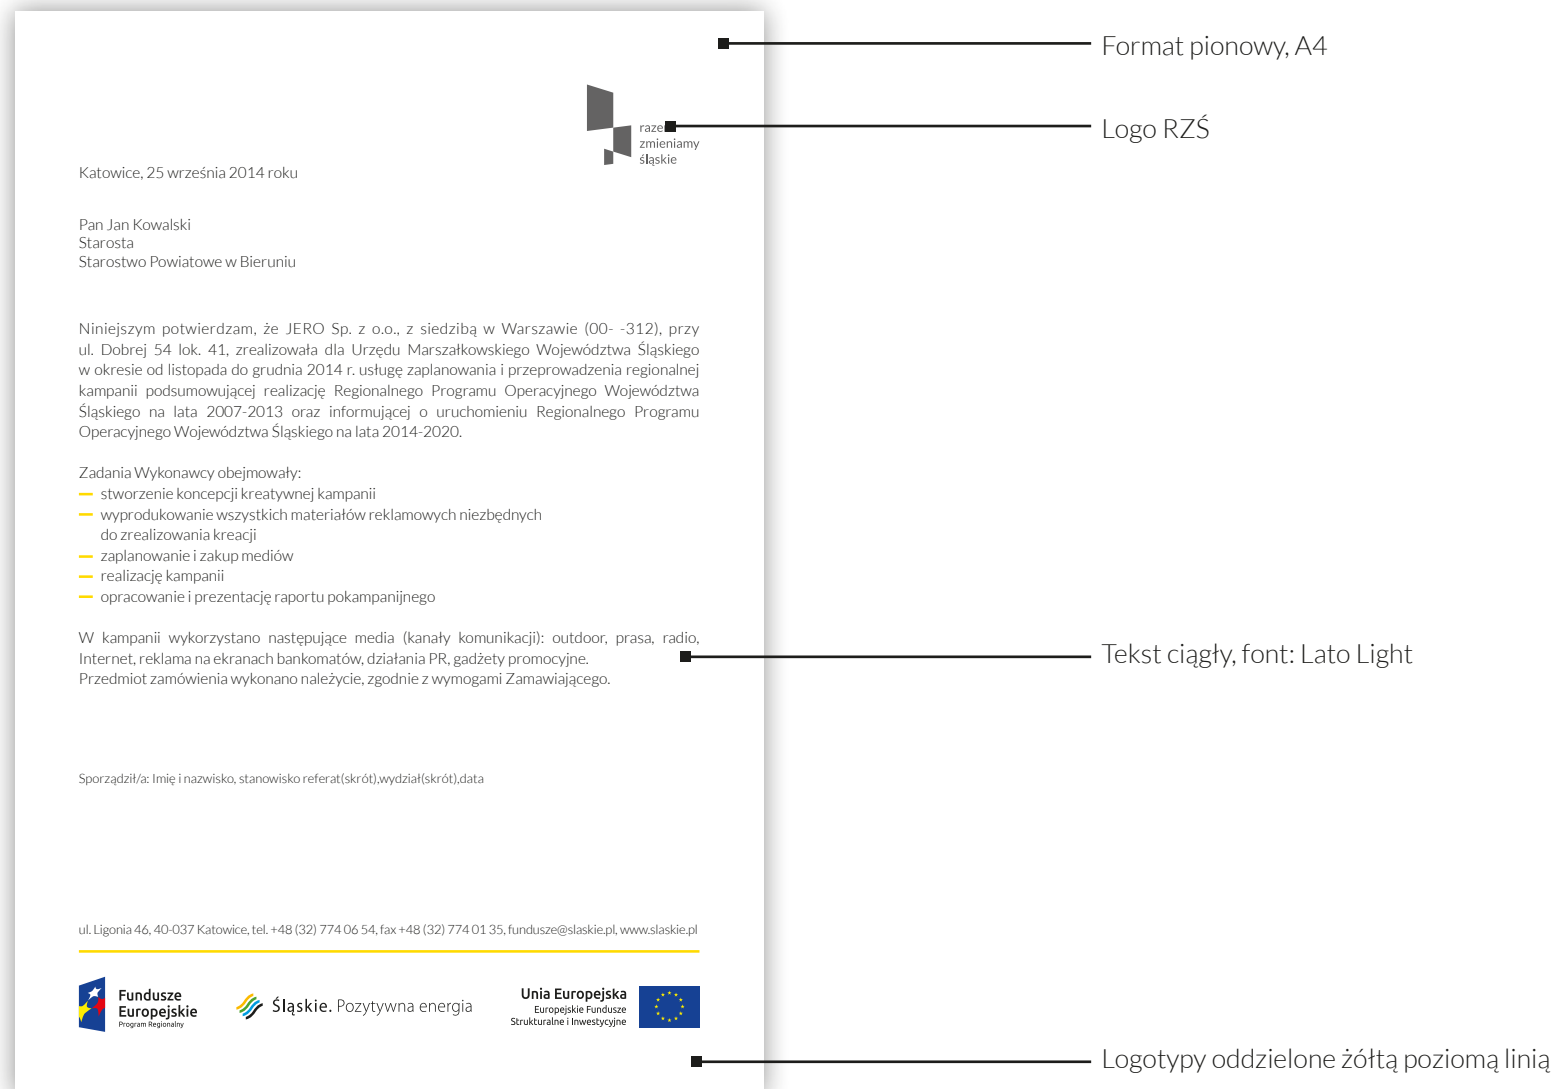 Format pionowy, A4
Logo RZŚ
razem
zmieniamy
śląskie
Katowice, 25 września 2014 roku
Pan Jan Kowalski
Starosta
Starostwo Powiatowe w Bieruniu
Niniejszym potwierdzam, że JERO Sp. z o.o., z siedzibą w Warszawie (00- -312), przy
ul. Dobrej 54 lok. 41, zrealizowała dla Urzędu Marszałkowskiego Województwa Śląskiego
w okresie od listopada do grudnia 2014 r. usługę zaplanowania i przeprowadzenia regionalnej
kampanii podsumowującej realizację Regionalnego Programu Operacyjnego Województwa
Śląskiego na lata 2007-2013 oraz informującej o uruchomieniu Regionalnego Programu
Operacyjnego Województwa Śląskiego na lata 2014-2020.
Zadania Wykonawcy obejmowały:
stworzenie koncepcji kreatywnej kampanii
wyprodukowanie wszystkich materiałów reklamowych niezbędnych
do zrealizowania kreacji
zaplanowanie i zakup mediów
realizację kampanii
opracowanie i prezentację raportu pokampanijnego
W kampanii wykorzystano następujące media (kanały komunikacji): outdoor, prasa, radio,
Internet, reklama na ekranach bankomatów, działania PR, gadżety promocyjne.
Przedmiot zamówienia wykonano należycie, zgodnie z wymogami Zamawiającego.
Tekst ciągły, font: Lato Light
Sporządził/a: Imię i nazwisko, stanowisko referat(skrót),wydział(skrót),data
ul. Ligonia 46, 40-037 Katowice, tel. +48 (32) 774 06 54, fax +48 (32) 774 01 35, fundusze@slaskie.pl, www.slaskie.pl
Fundusze
Europejskie
Program Regionalny
Śląskie. Pozytywna energia
Unia Europejska
Europejskie Fundusze
Strukturalne i Inwestycyjne
Logotypy oddzielone żółtą poziomą linią